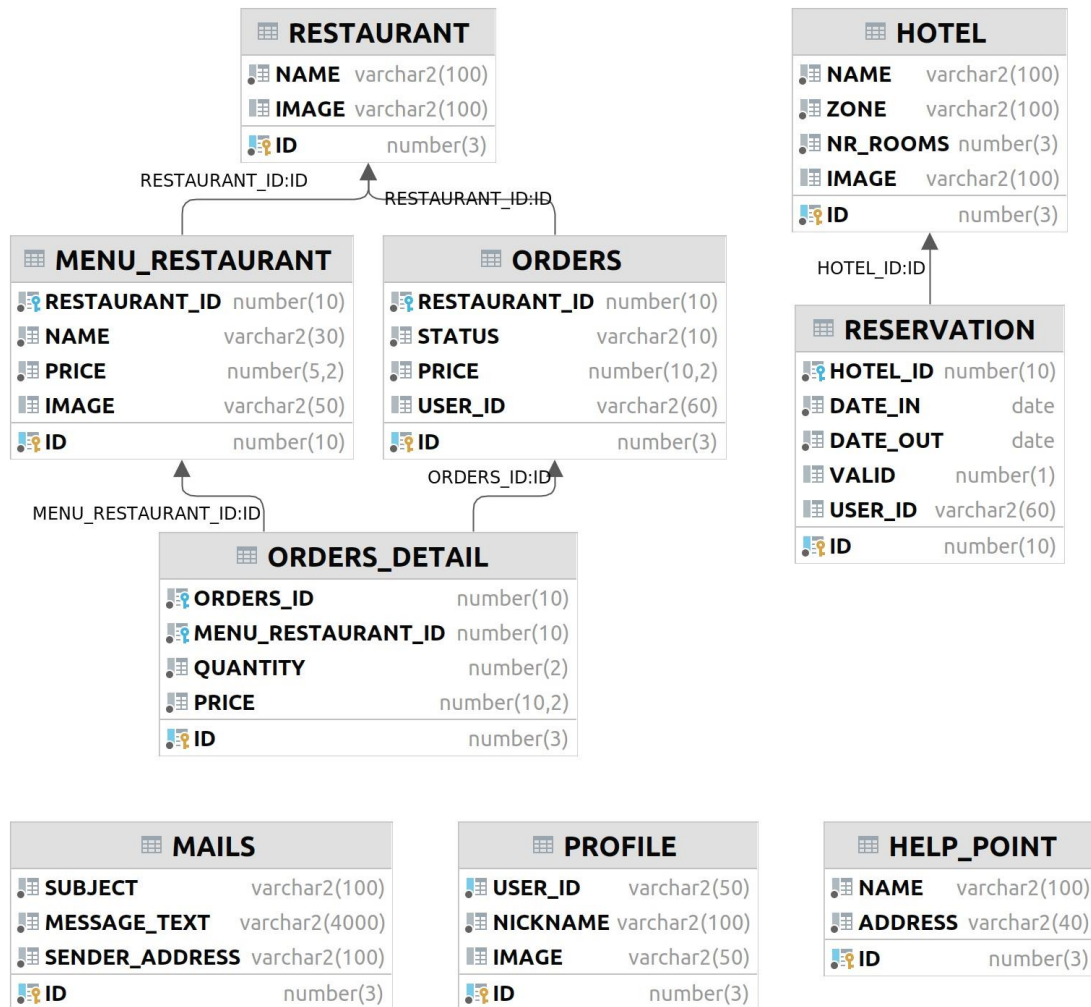 RESTAURANT
NAME varchar2(100)
IMAGE varchar2(100)
ID number(3)
HOTEL
NAME varchar2(100)
ZONE varchar2(100)
NR_ROOMS number(3)
IMAGE varchar2(100)
ID number(3)
RESTAURANT_ID:ID
RESTAURANT_ID:ID
MENU_RESTAURANT
RESTAURANT_ID number(10)
NAME varchar2(30)
PRICE number(5,2)
IMAGE varchar2(50)
ID number(10)
ORDERS
RESTAURANT_ID number(10)
STATUS varchar2(10)
PRICE number(10,2)
USER_ID varchar2(60)
ID number(3)
HOTEL_ID:ID
RESERVATION
HOTEL_ID number(10)
DATE_IN date
DATE_OUT date
VALID number(1)
USER_ID varchar2(60)
ID number(10)
MENU_RESTAURANT_ID:ID
ORDERS_ID:ID
ORDERS_DETAIL
ORDERS_ID number(10)
MENU_RESTAURANT_ID number(10)
QUANTITY number(2)
PRICE number(10,2)
ID number(3)
MAILS
SUBJECT varchar2(100)
MESSAGE_TEXT varchar2(4000)
SENDER_ADDRESS varchar2(100)
ID number(3)
PROFILE
USER_ID varchar2(50)
NICKNAME varchar2(100)
IMAGE varchar2(50)
ID number(3)
HELP_POINT
NAME varchar2(100)
ADDRESS varchar2(40)
ID number(3)